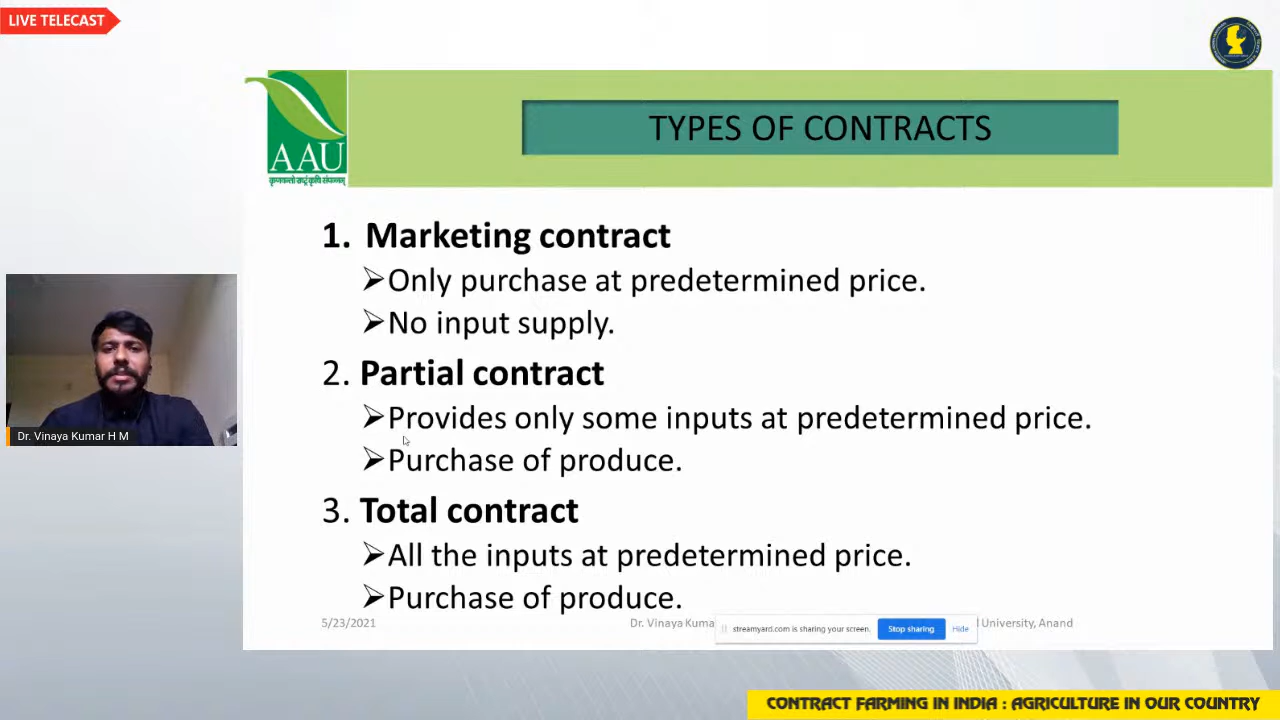 LIVE TELECAST
AAU
TYPES OF CONTRACTS
1. Marketing contract
➢Only purchase at predetermined price.
➢No input supply.
2. Partial contract
➢Provides only some inputs at predetermined price.
➢Purchase of produce.
3. Total contract
➢All the inputs at predetermined price.
➢Purchase of produce.
5/23/2021
Dr. Vinaya Kuma
University, Anand
streamyard.com is sharing your screen.
Stop sharing
Hide
Dr. Vinaya Kumar H M
CONTRACT FARMING IN INDIA : AGRICULTURE IN OUR COUNTRY